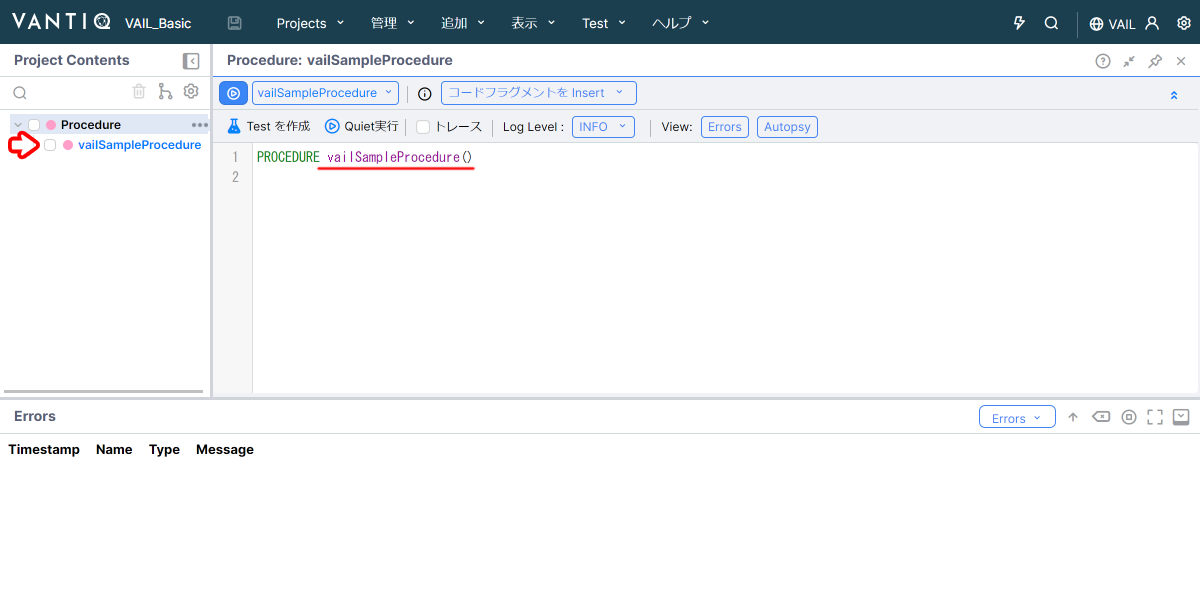 VANTIQ VAIL_Basic Projects 管理 追加 表示 Test ヘルプ VAIL
Project Contents
Procedure: vailSampleProcedure
vailSampleProcedure コードフラグメントを Insert
Procedure
Test を作成 Quiet実行 トレース Log Level : INFO View: Errors Autopsy
vailSampleProcedure
1 PROCEDURE vailSampleProcedure()
2
Errors
Errors
Timestamp Name Type Message